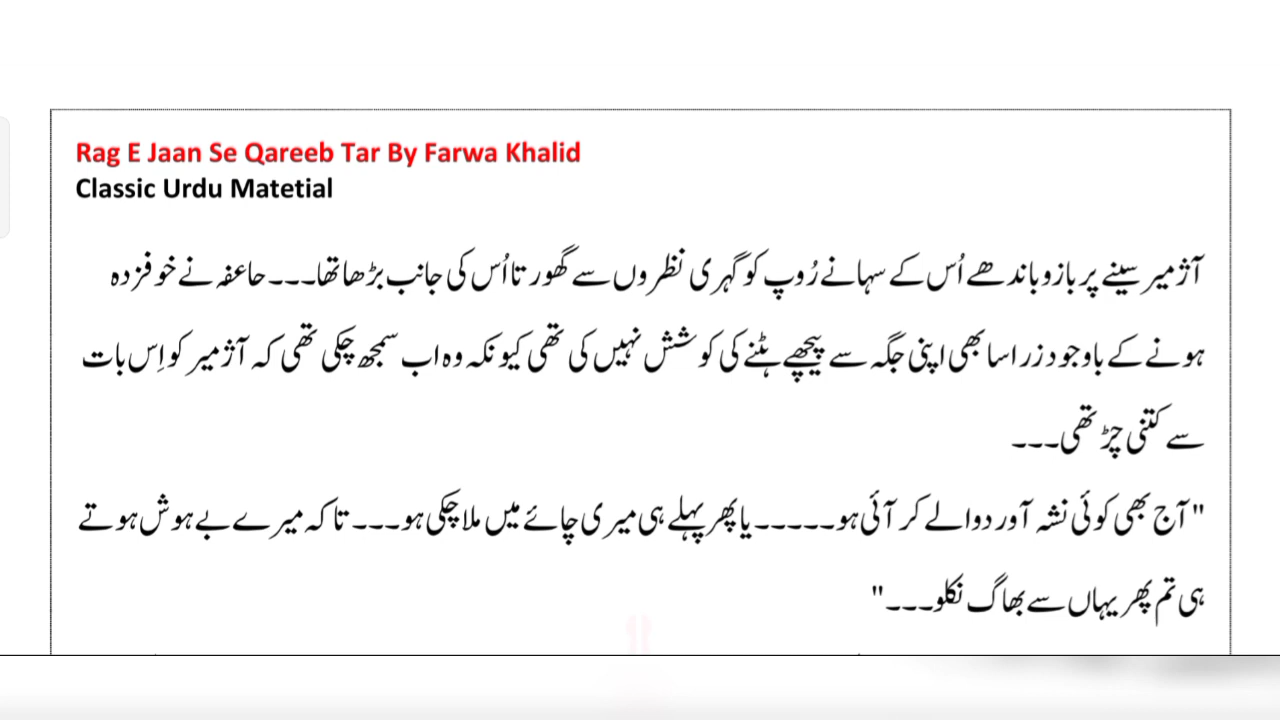 Rag E Jaan Se Qareeb Tar By Farwa Khalid
Classic Urdu Matetial
آژمیر سینے پر بازو باندھے اُس کے سہانے رُوپ کو گہری نظروں سے گھورتا اُس کی جانب بڑھا تھا۔۔۔ حاعفہ نے خوفزدہ
ہونے کے باوجود زرا سا بھی اپنی جگہ سے پیچھے ہٹنے کی کوشش نہیں کی تھی کیونکہ وہ اب سمجھ چکی تھی کہ آژمیر کو اِس بات
سے کتنی چڑ تھی۔۔۔
"آج بھی کوئی نشہ آور دوا لے کر آئی ہو۔۔۔۔۔ یا پھر پہلے ہی میری چائے میں ملا چکی ہو۔۔۔ تاکہ میرے بے ہوش ہوتے
ہی تم پھر یہاں سے بھاگ نکلو۔۔۔"